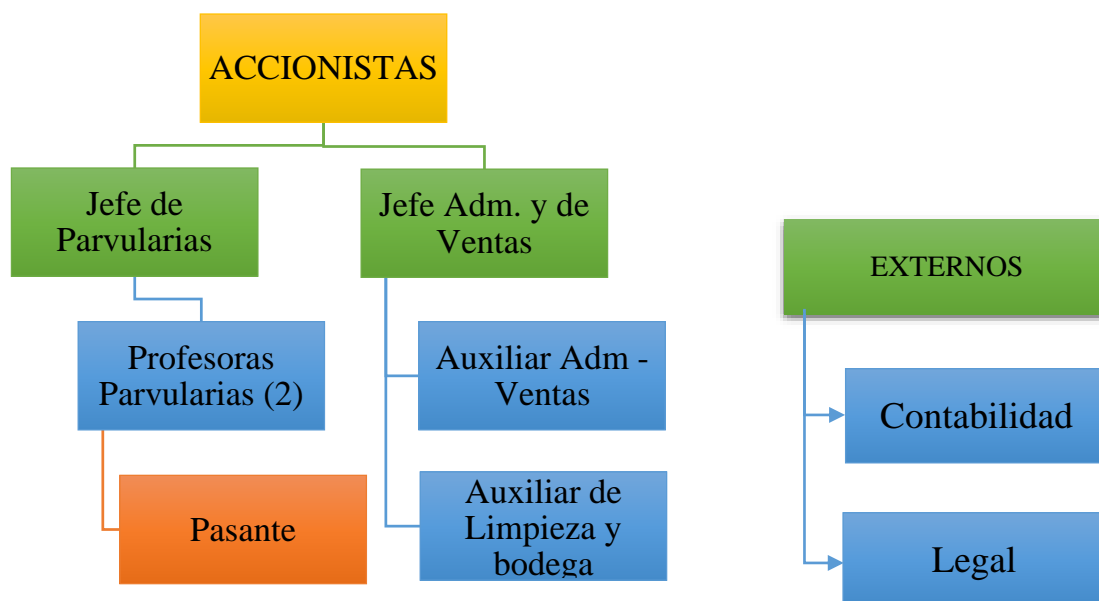 ACCIONISTAS
Jefe de
Parvularias
Jefe Adm. y de
Ventas
EXTERNOS
Profesoras
Parvularias (2)
Auxiliar Adm -
Ventas
Contabilidad
Pasante
Auxiliar de
Limpieza y
bodega
Legal